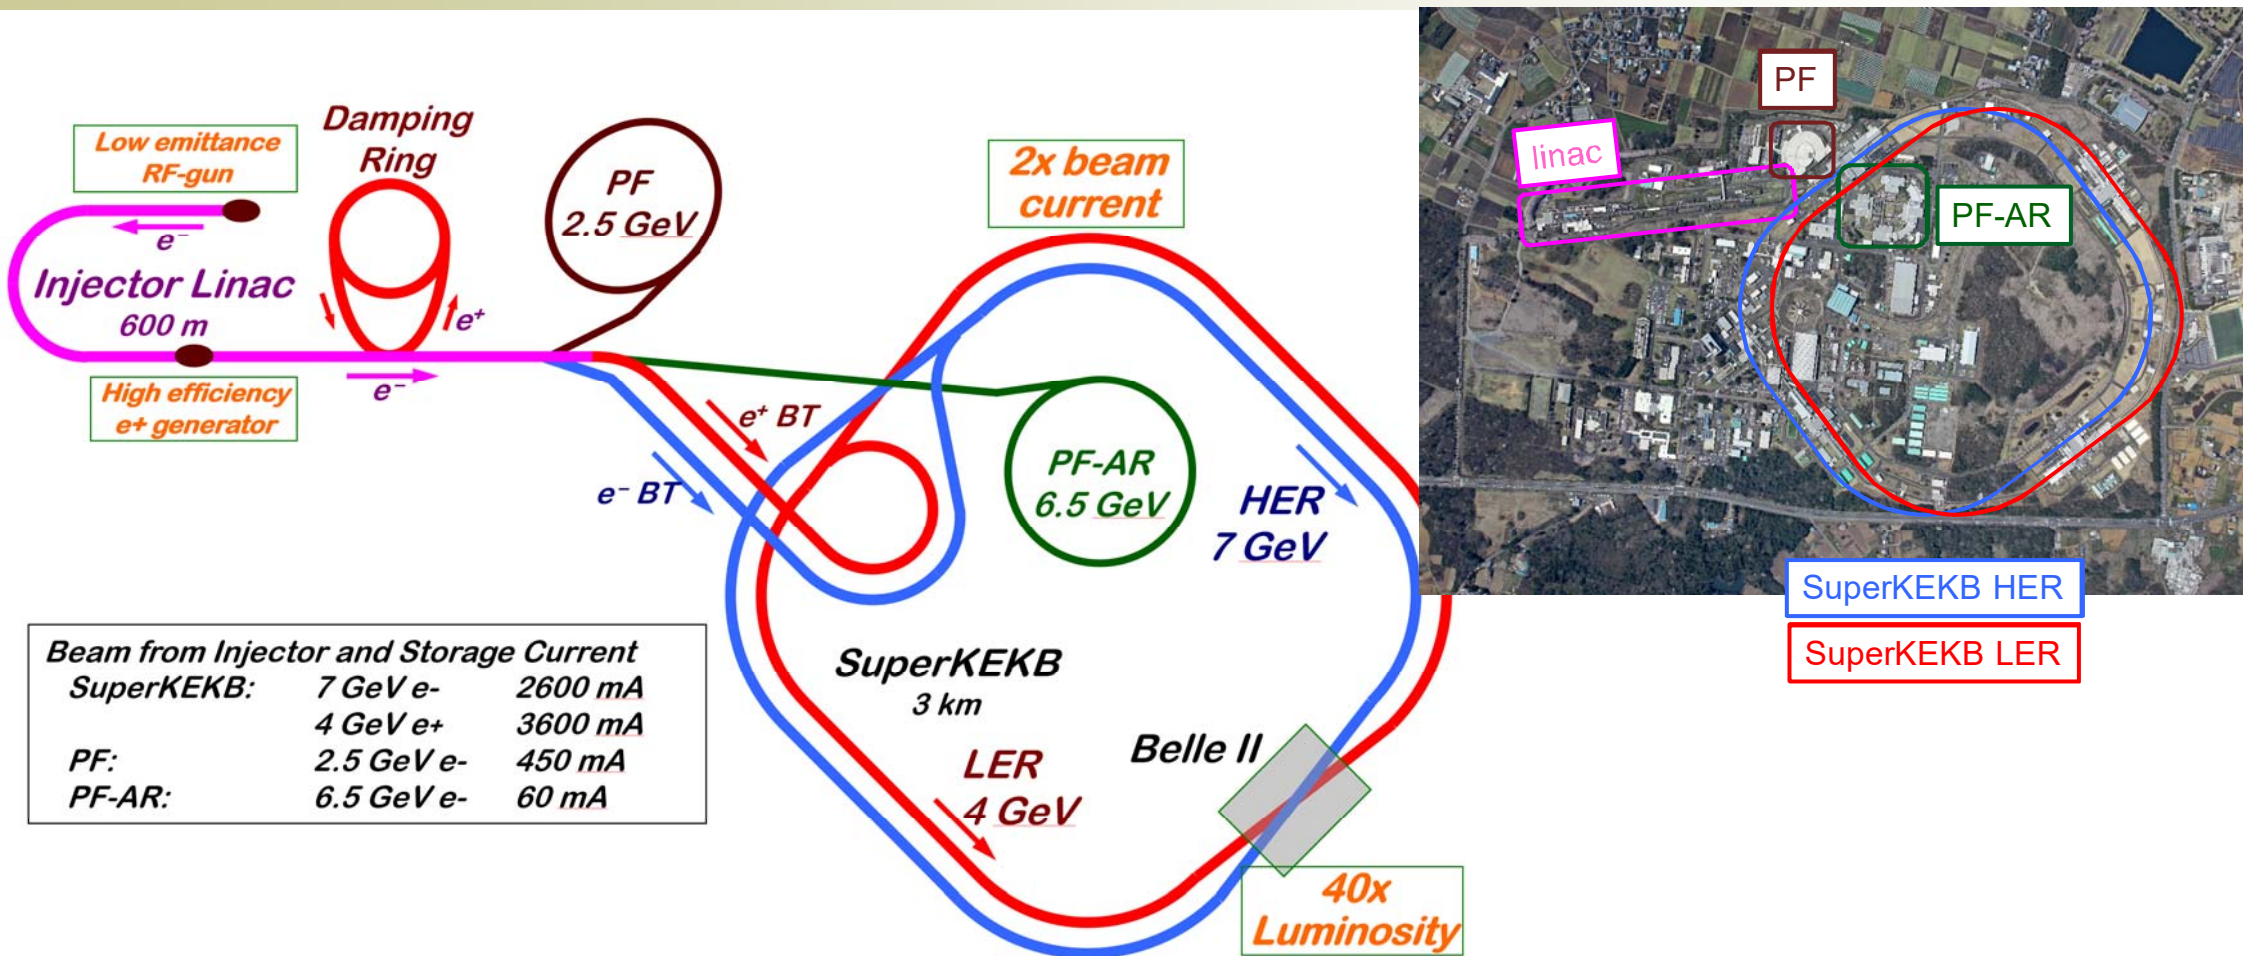 Low emittance
RF-gun
Damping
Ring
e⁻
Injector Linac
600 m
e⁺
High efficiency
e+ generator
e⁻
PF
2.5 GeV
2x beam
current
e⁺ BT
e⁻ BT
PF-AR
6.5 GeV
HER
7 GeV
SuperKEKB
3 km
LER
4 GeV
Belle II
40x
Luminosity
Beam from Injector and Storage Current
SuperKEKB: 7 GeV e- 2600 mA
4 GeV e+ 3600 mA
PF: 2.5 GeV e- 450 mA
PF-AR: 6.5 GeV e- 60 mA
PF
linac
PF-AR
SuperKEKB HER
SuperKEKB LER